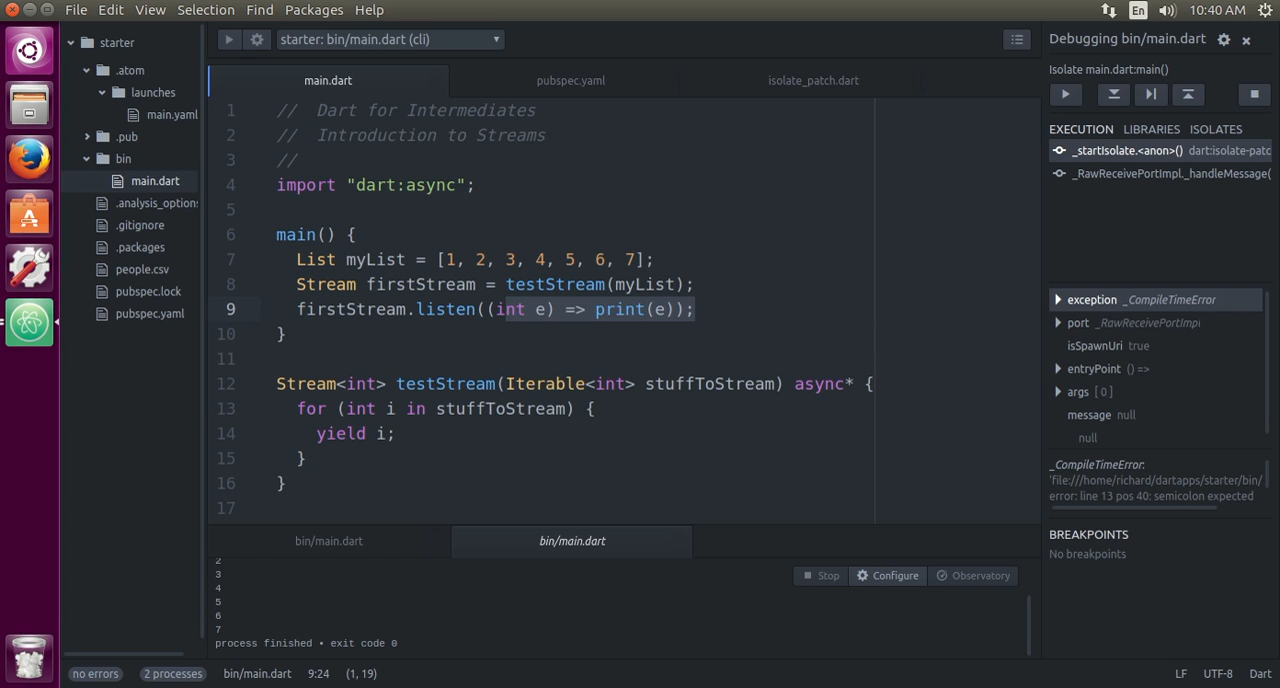 File Edit View Selection Find Packages Help
En 10:40 AM
starter
.atom
launches
main.yaml
.pub
bin
main.dart
.analysis_options
.gitignore
.packages
people.csv
pubspec.lock
pubspec.yaml
starter: bin/main.dart (cli)
main.dart pubspec.yaml isolate_patch.dart
1 // Dart for Intermediates
2 // Introduction to Streams
3 //
4 import "dart:async";
5
6 main() {
7 List myList = [1, 2, 3, 4, 5, 6, 7];
8 Stream firstStream = testStream(myList);
9 firstStream.listen((int e) => print(e));
10 }
11
12 Stream<int> testStream(Iterable<int> stuffToStream) async* {
13 for (int i in stuffToStream) {
14 yield i;
15 }
16 }
17
bin/main.dart bin/main.dart
Stop Configure Observatory
2
3
4
5
6
7
process finished • exit code 0
Debugging bin/main.dart
Isolate main.dart:main()
EXECUTION LIBRARIES ISOLATES
_startIsolate.<anon>() dart:isolate-patc
_RawReceivePortImpl._handleMessage(
exception _CompileTimeError
port _RawReceivePortImpl
isSpawnUri true
entryPoint () =>
args [ 0 ]
message null
null
_CompileTimeError:
'file:///home/richard/dartapps/starter/bin/
error: line 13 pos 40: semicolon expected
BREAKPOINTS
No breakpoints
no errors 2 processes bin/main.dart 9:24 (1, 19) LF UTF-8 Dart